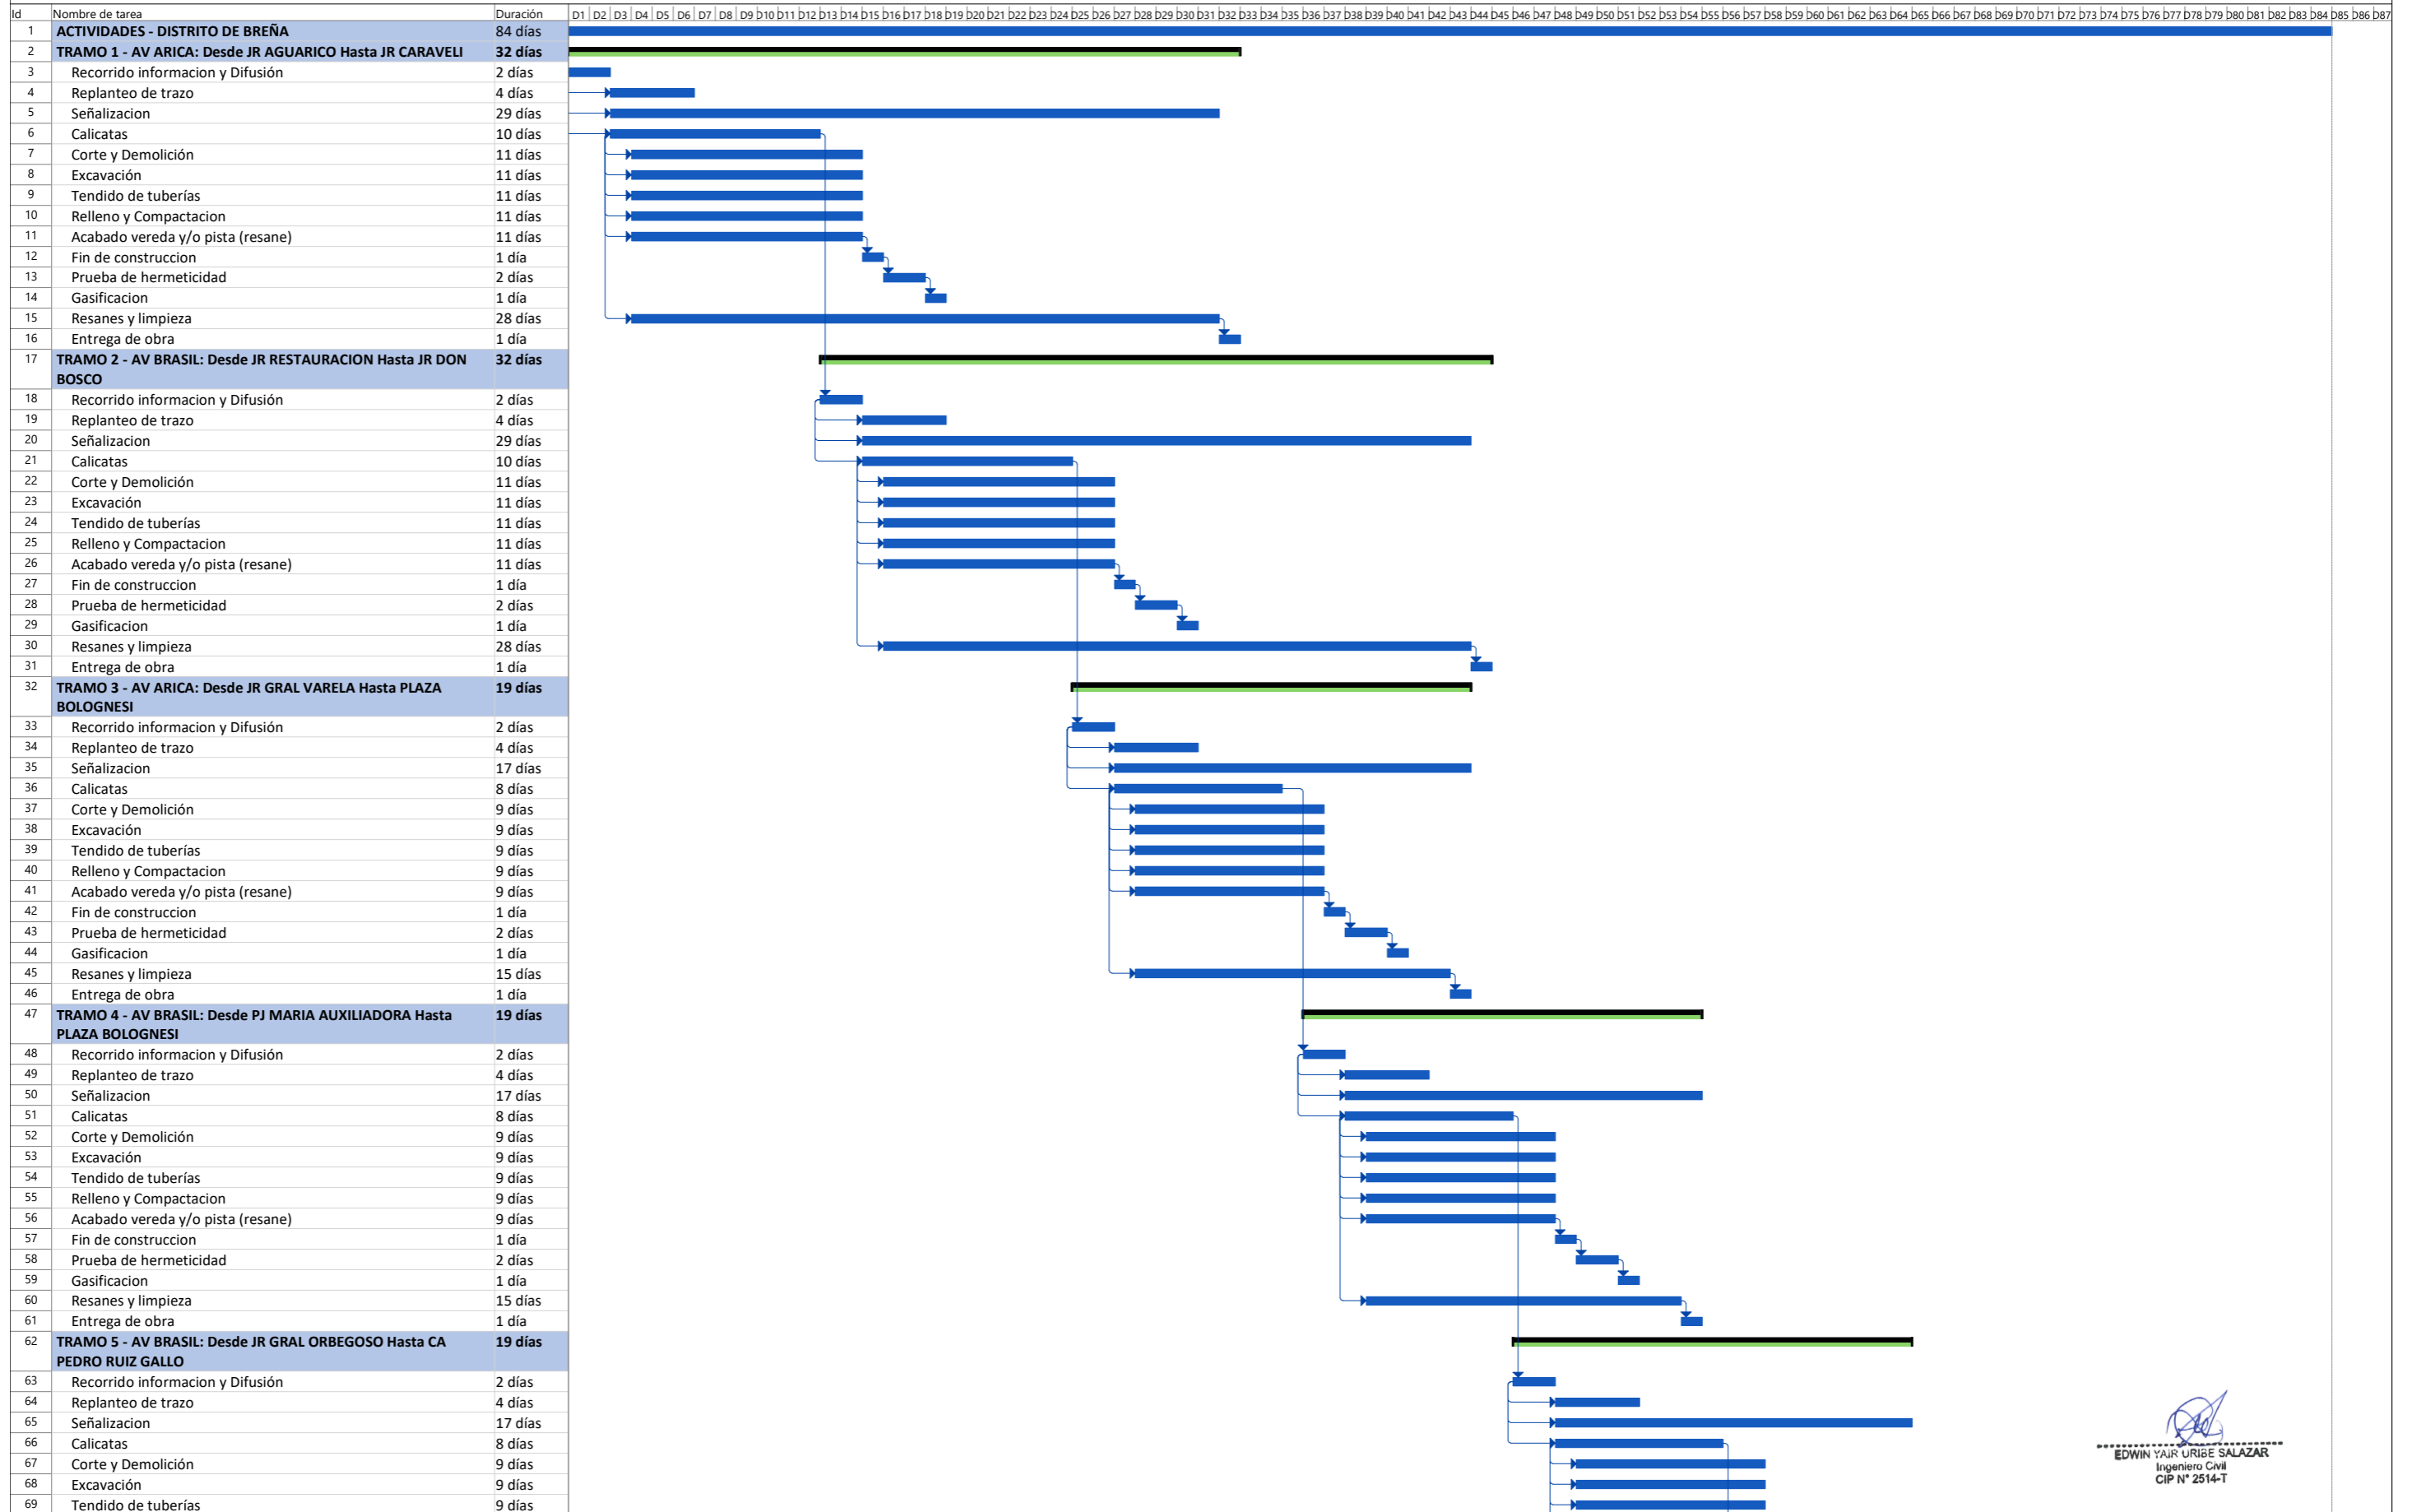 Id Nombre de tarea Duración D1 D2 D3 D4 D5 D6 D7 D8 D9 D10 D11 D12 D13 D14 D15 D16 D17 D18 D19 D20 D21 D22 D23 D24 D25 D26 D27 D28 D29 D30 D31 D32 D33 D34 D35 D36 D37 D38 D39 D40 D41 D42 D43 D44 D45 D46 D47 D48 D49 D50 D51 D52 D53 D54 D55 D56 D57 D58 D59 D60 D61 D62 D63 D64 D65 D66 D67 D68 D69 D70 D71 D72 D73 D74 D75 D76 D77 D78 D79 D80 D81 D82 D83 D84 D85 D86 D87
1 ACTIVIDADES - DISTRITO DE BREÑA 84 días
2 TRAMO 1 - AV ARICA: Desde JR AGUARICO Hasta JR CARAVELI 32 días
3 Recorrido informacion y Difusión 2 días
4 Replanteo de trazo 4 días
5 Señalizacion 29 días
6 Calicatas 10 días
7 Corte y Demolición 11 días
8 Excavación 11 días
9 Tendido de tuberías 11 días
10 Relleno y Compactacion 11 días
11 Acabado vereda y/o pista (resane) 11 días
12 Fin de construccion 1 día
13 Prueba de hermeticidad 2 días
14 Gasificacion 1 día
15 Resanes y limpieza 28 días
16 Entrega de obra 1 día
17 TRAMO 2 - AV BRASIL: Desde JR RESTAURACION Hasta JR DON 32 días
BOSCO
18 Recorrido informacion y Difusión 2 días
19 Replanteo de trazo 4 días
20 Señalizacion 29 días
21 Calicatas 10 días
22 Corte y Demolición 11 días
23 Excavación 11 días
24 Tendido de tuberías 11 días
25 Relleno y Compactacion 11 días
26 Acabado vereda y/o pista (resane) 11 días
27 Fin de construccion 1 día
28 Prueba de hermeticidad 2 días
29 Gasificacion 1 día
30 Resanes y limpieza 28 días
31 Entrega de obra 1 día
32 TRAMO 3 - AV ARICA: Desde JR GRAL VARELA Hasta PLAZA 19 días
BOLOGNESI
33 Recorrido informacion y Difusión 2 días
34 Replanteo de trazo 4 días
35 Señalizacion 17 días
36 Calicatas 8 días
37 Corte y Demolición 9 días
38 Excavación 9 días
39 Tendido de tuberías 9 días
40 Relleno y Compactacion 9 días
41 Acabado vereda y/o pista (resane) 9 días
42 Fin de construccion 1 día
43 Prueba de hermeticidad 2 días
44 Gasificacion 1 día
45 Resanes y limpieza 15 días
46 Entrega de obra 1 día
47 TRAMO 4 - AV BRASIL: Desde PJ MARIA AUXILIADORA Hasta 19 días
PLAZA BOLOGNESI
48 Recorrido informacion y Difusión 2 días
49 Replanteo de trazo 4 días
50 Señalizacion 17 días
51 Calicatas 8 días
52 Corte y Demolición 9 días
53 Excavación 9 días
54 Tendido de tuberías 9 días
55 Relleno y Compactacion 9 días
56 Acabado vereda y/o pista (resane) 9 días
57 Fin de construccion 1 día
58 Prueba de hermeticidad 2 días
59 Gasificacion 1 día
60 Resanes y limpieza 15 días
61 Entrega de obra 1 día
62 TRAMO 5 - AV BRASIL: Desde JR GRAL ORBEGOSO Hasta CA 19 días
PEDRO RUIZ GALLO
63 Recorrido informacion y Difusión 2 días
64 Replanteo de trazo 4 días
65 Señalizacion 17 días
66 Calicatas 8 días
67 Corte y Demolición 9 días
68 Excavación 9 días
69 Tendido de tuberías 9 días
EDWIN YAIR URIBE SALAZAR
Ingeniero Civil
CIP N° 2514-T